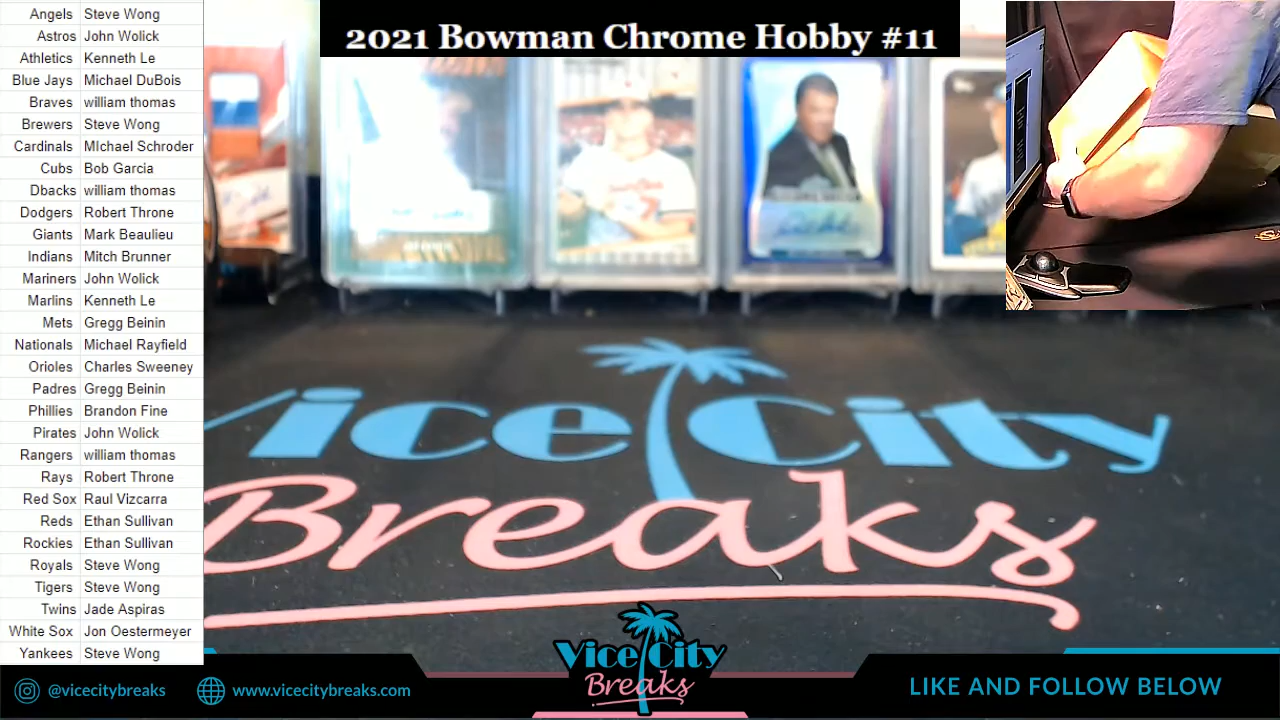 2021 Bowman Chrome Hobby #11
Angels Steve Wong
Astros John Wolick
Athletics Kenneth Le
Blue Jays Michael DuBois
Braves william thomas
Brewers Steve Wong
Cardinals MIchael Schroder
Cubs Bob Garcia
Dbacks william thomas
Dodgers Robert Throne
Giants Mark Beaulieu
Indians Mitch Brunner
Mariners John Wolick
Marlins Kenneth Le
Mets Gregg Beinin
Nationals Michael Rayfield
Orioles Charles Sweeney
Padres Gregg Beinin
Phillies Brandon Fine
Pirates John Wolick
Rangers william thomas
Rays Robert Throne
Red Sox Raul Vizcarra
Reds Ethan Sullivan
Rockies Ethan Sullivan
Royals Steve Wong
Tigers Steve Wong
Twins Jade Aspiras
White Sox Jon Oestermeyer
Yankees Steve Wong
Vice City
Breaks
@vicecitybreaks
www.vicecitybreaks.com
Vice City
Breaks
LIKE AND FOLLOW BELOW